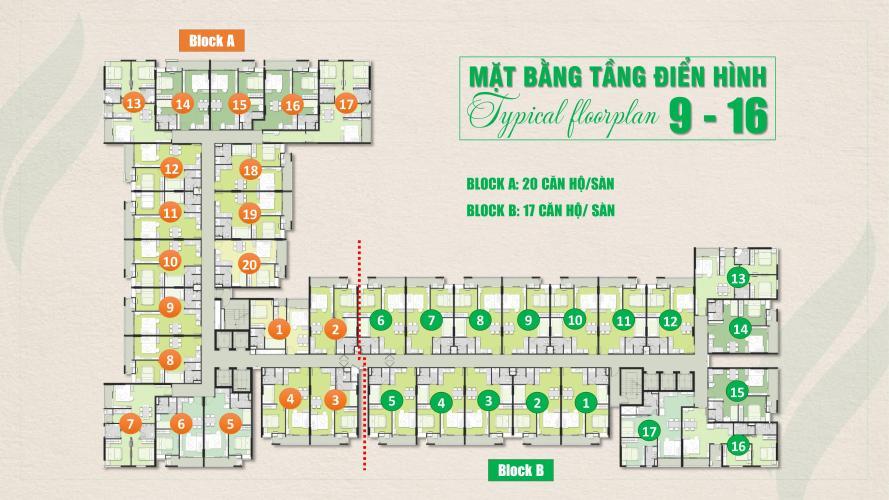 Block A
MẶT BẰNG TẦNG ĐIỂN HÌNH
Typical floorplan 9 - 16
BLOCK A: 20 CĂN HỘ/SÀN
BLOCK B: 17 CĂN HỘ/ SÀN
13 14 15 16 17
12 18
11 19
10 20
9
8
7 6 5
1 2
4 3
6 7 8 9 10 11 12
13
14
15
16
17
5 4 3 2 1
Block B